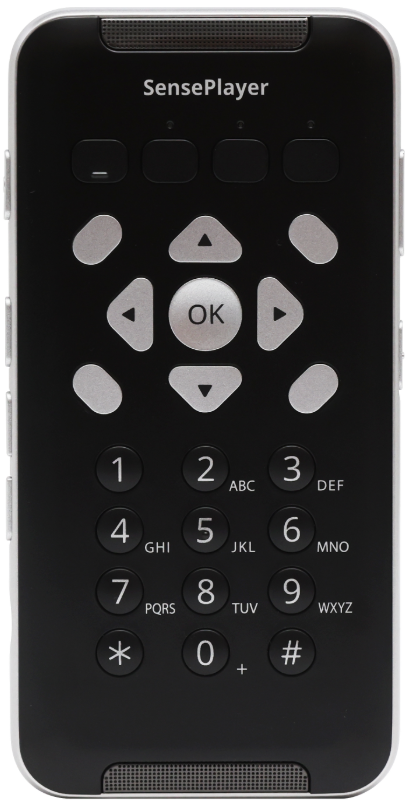 SensePlayer
OK
1 2 ABC 3 DEF
4 GHI 5 JKL 6 MNO
7 PQRS 8 TUV 9 WXYZ
* 0 + #